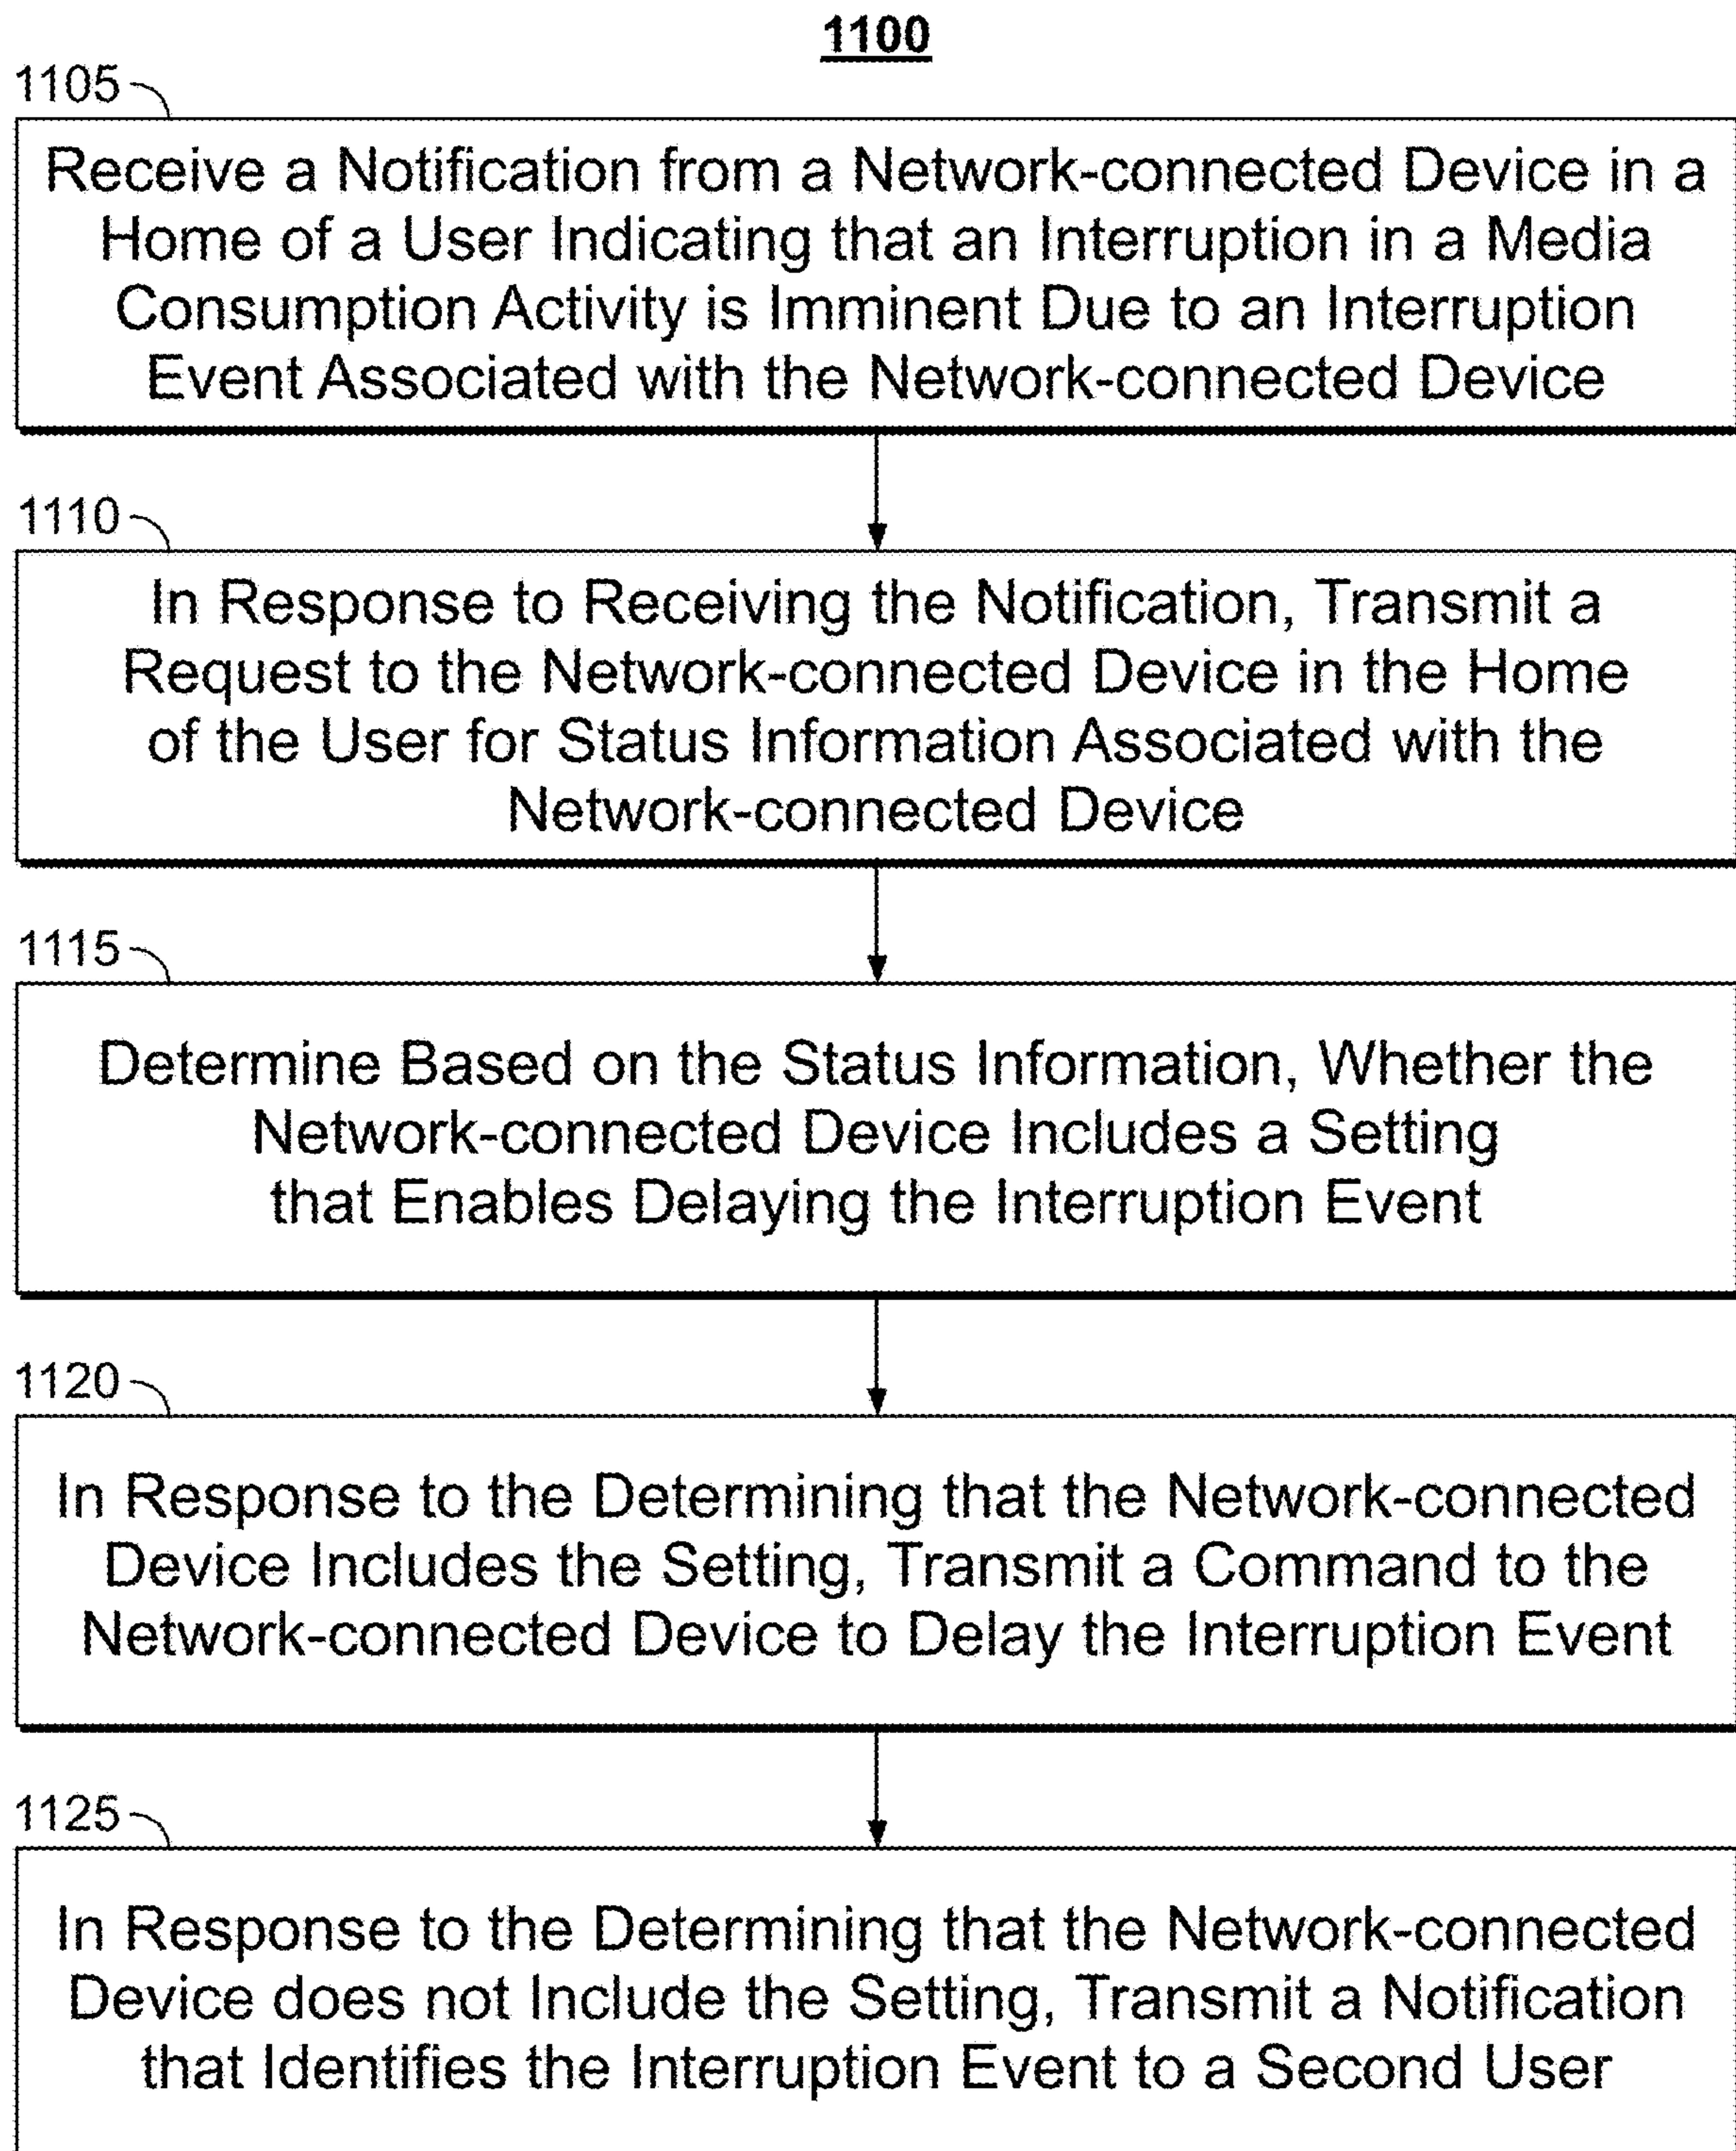 1100
1105
Receive a Notification from a Network-connected Device in a
Home of a User Indicating that an Interruption in a Media
Consumption Activity is Imminent Due to an Interruption
Event Associated with the Network-connected Device
1110
In Response to Receiving the Notification, Transmit a
Request to the Network-connected Device in the Home
of the User for Status Information Associated with the
Network-connected Device
1115
Determine Based on the Status Information, Whether the
Network-connected Device Includes a Setting
that Enables Delaying the Interruption Event
1120
In Response to the Determining that the Network-connected
Device Includes the Setting, Transmit a Command to the
Network-connected Device to Delay the Interruption Event
1125
In Response to the Determining that the Network-connected
Device does not Include the Setting, Transmit a Notification
that Identifies the Interruption Event to a Second User